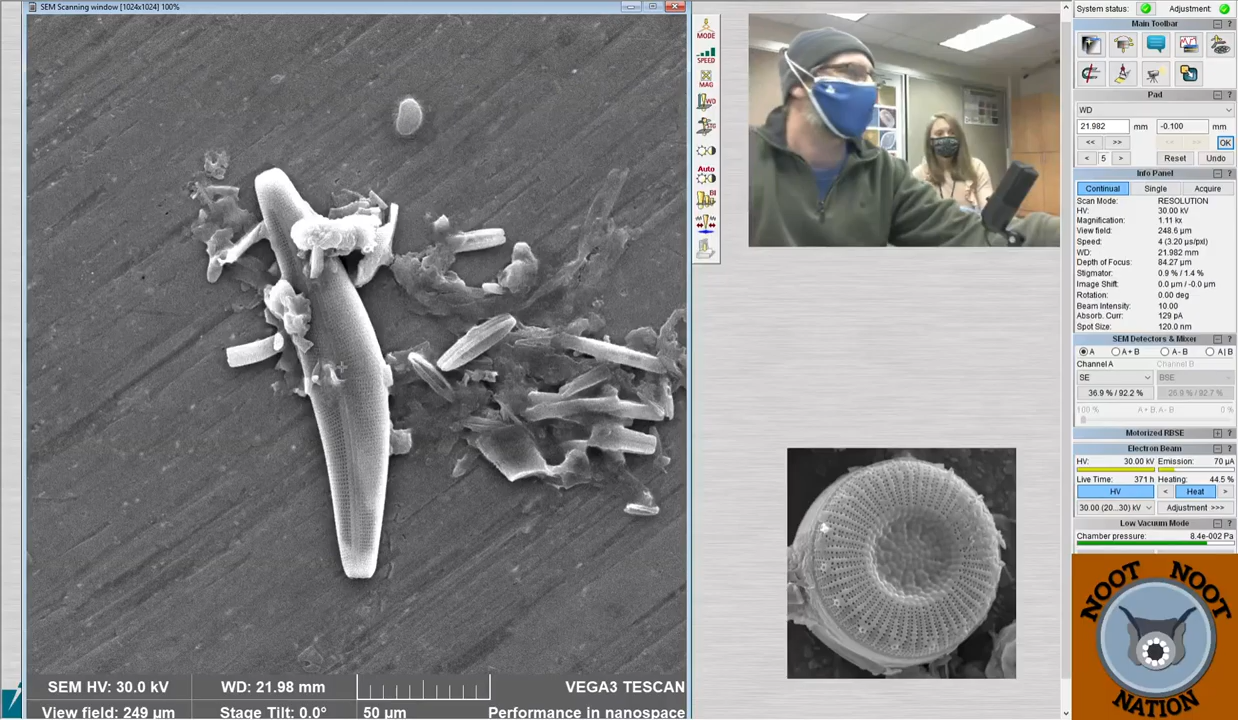 SEM Scanning window [1024x1024] 100%
SEM HV: 30.0 kV
WD: 21.98 mm
VEGA3 TESCAN
View field: 249 µm
Stage Tilt: 0.0°
50 µm
Performance in nanospace
MODE
SPEED
MAG
WD
Auto
System status:
Adjustment:
Main Toolbar
Pad
WD
21.982 mm -0.100 mm
<< >> OK
< 5 > Reset Undo
Info Panel
Continual Single Acquire
Scan Mode: RESOLUTION
HV: 30.00 kV
Magnification: 1.11 kx
View field: 248.6 µm
Speed: 4 (3.20 µs/pxl)
WD: 21.982 mm
Depth of Focus: 84.27 µm
Stigmator: 0.9 % / 1.4 %
Image Shift: 0.0 µm / -0.0 µm
Rotation: 0.00 deg
Beam Intensity: 10.00
Absorb. Curr: 129 pA
Spot Size: 120.0 nm
SEM Detectors & Mixer
A A+B A-B A|B
Channel A Channel B
SE BSE
36.9 % / 92.2 %
100 % A+B.A-B 0 %
Motorized RBSE
Electron Beam
HV: 30.00 kV Emission: 70 µA
Live Time: 371 h Heating: 44.5 %
HV < Heat >
30.00 (20...30) kV Adjustment >>>
Low Vacuum Mode
Chamber pressure: 8.4e-002 Pa
NOOT NOOT
NATION